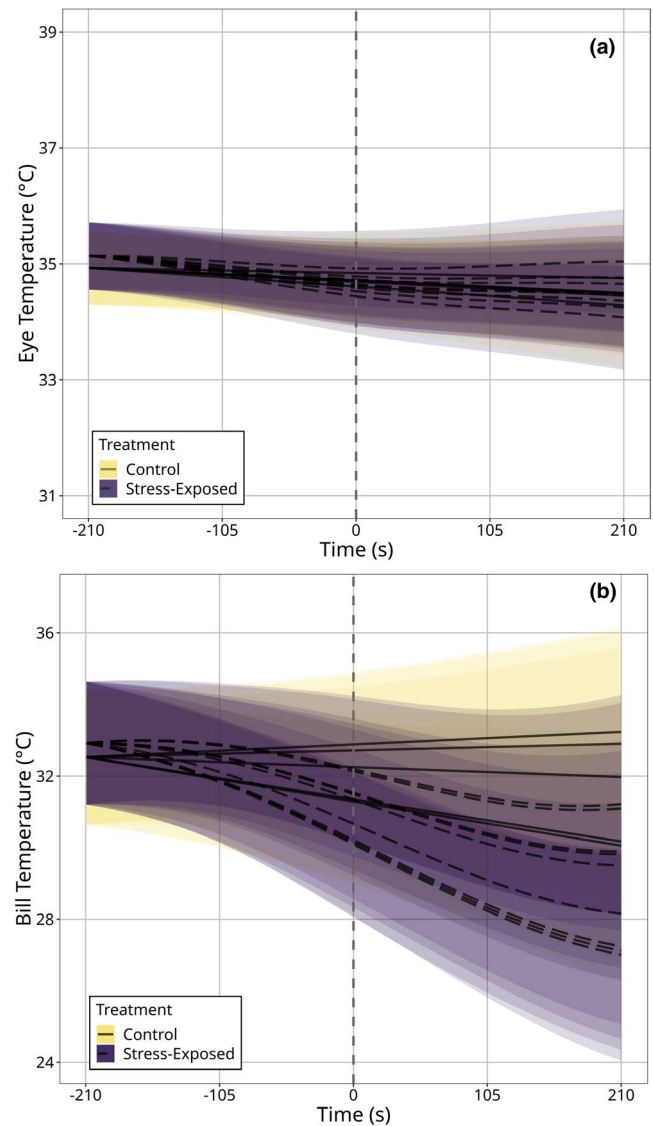 (a)
39
37
35
33
31
Eye Temperature (°C)
Treatment
Control
Stress-Exposed
-210 -105 0 105 210
Time (s)
(b)
36
32
28
24
Bill Temperature (°C)
Treatment
Control
Stress-Exposed
-210 -105 0 105 210
Time (s)